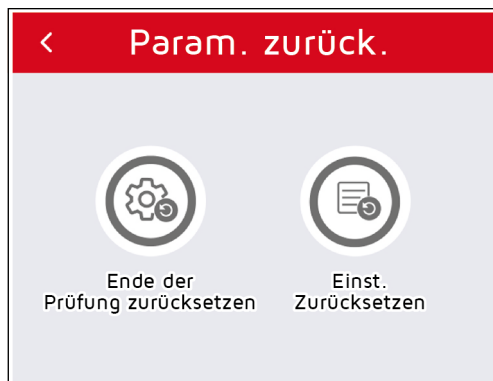 Param. zurück.
Ende der
Prüfung zurücksetzen
Einst.
Zurücksetzen